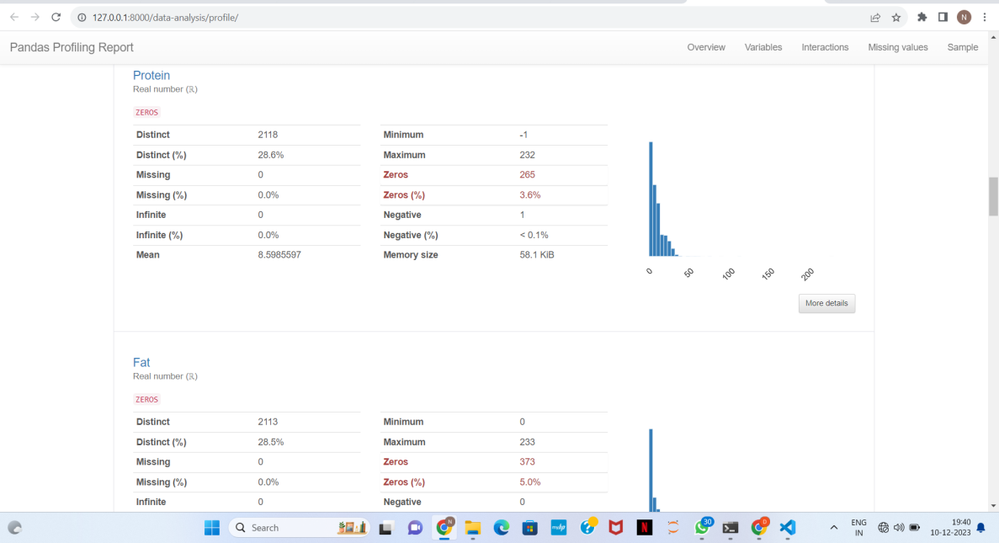 127.0.0.1:8000/data-analysis/profile/
N
Pandas Profiling Report
Overview Variables Interactions Missing values Sample
Protein
Real number (ℝ)
ZEROS
Distinct 2118 Minimum -1
Distinct (%) 28.6% Maximum 232
Missing 0 Zeros 265
Missing (%) 0.0% Zeros (%) 3.6%
Infinite 0 Negative 1
Infinite (%) 0.0% Negative (%) < 0.1%
Mean 8.5985597 Memory size 58.1 KiB
0 50 100 150 200
More details
Fat
Real number (ℝ)
ZEROS
Distinct 2113 Minimum 0
Distinct (%) 28.5% Maximum 233
Missing 0 Zeros 373
Missing (%) 0.0% Zeros (%) 5.0%
Infinite 0 Negative 0
Search
N
myhp
?
N
30
D
ENG
IN
19:40
10-12-2023